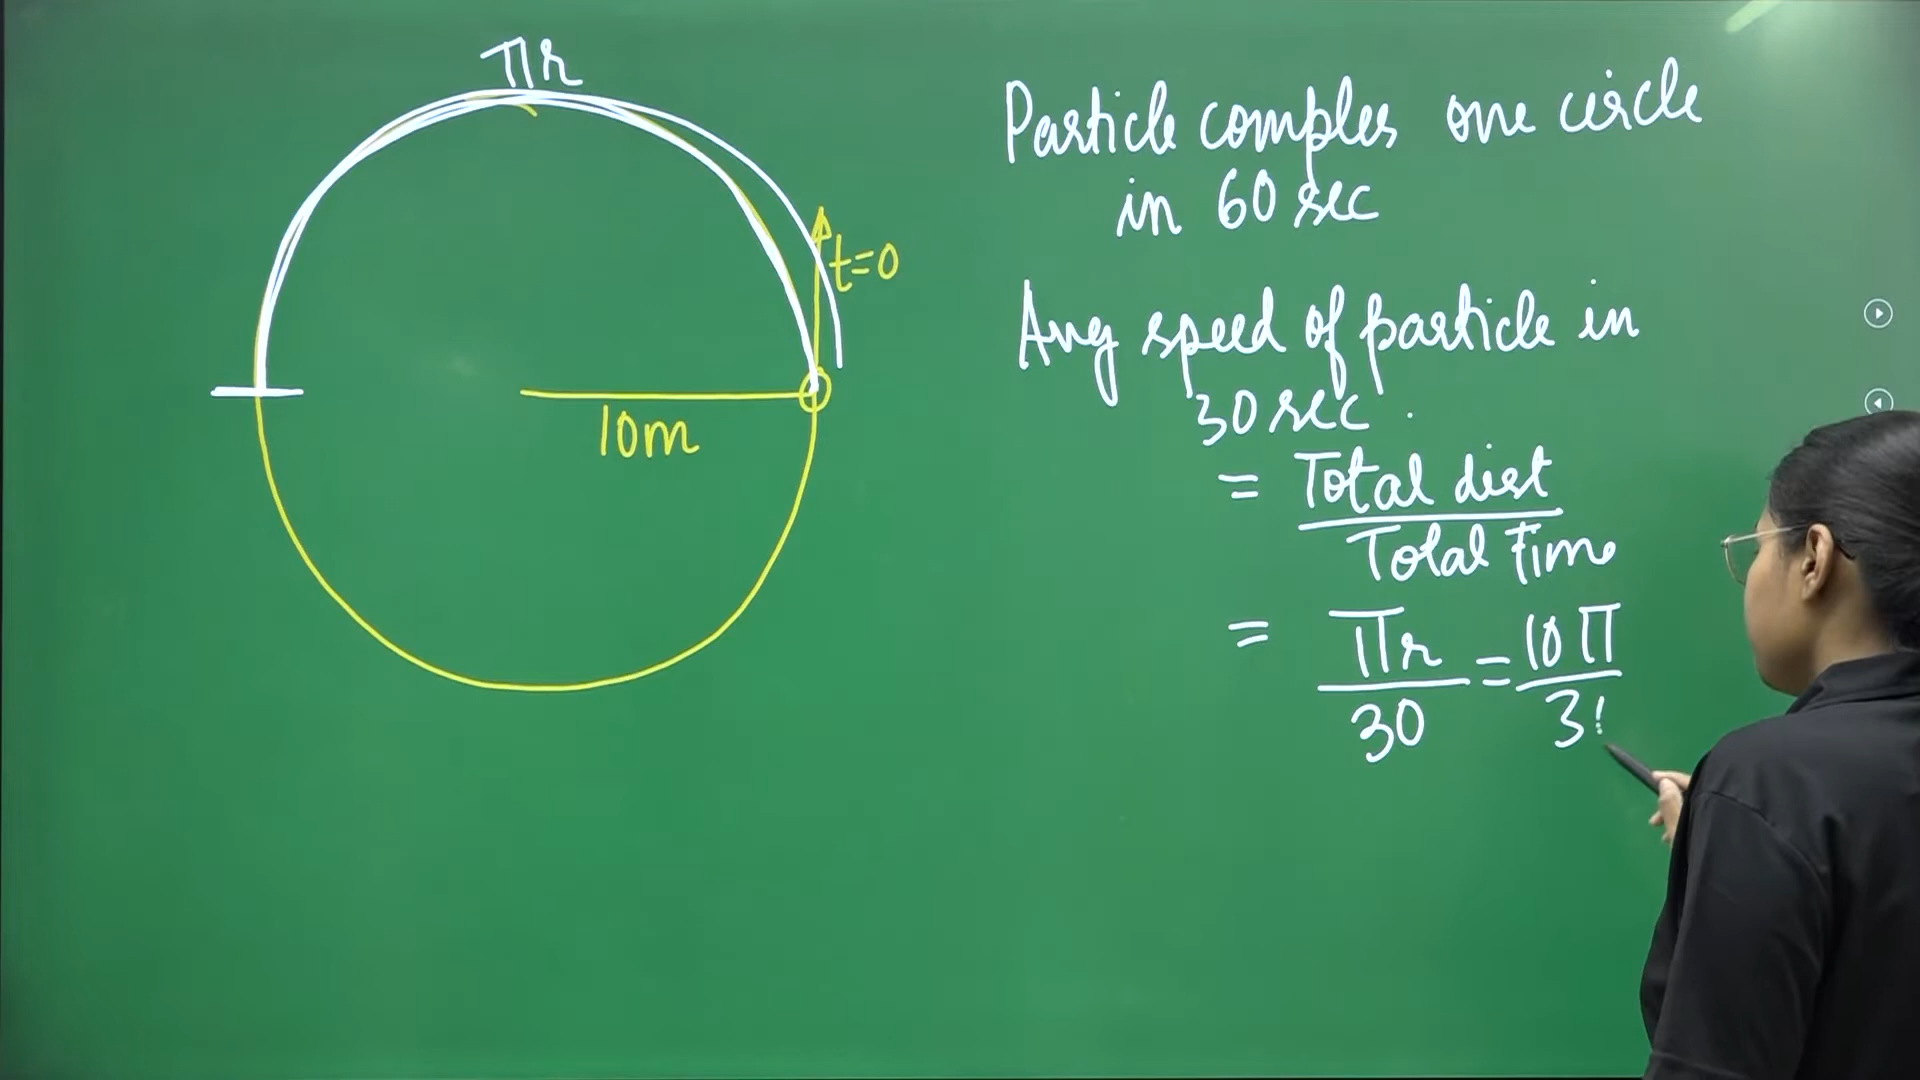 πr
t=0
10m
Particle comples one circle
in 60 sec
Avg speed of particle in
30 sec.
= Total dist
Total Time
= πr = 10π
30 3